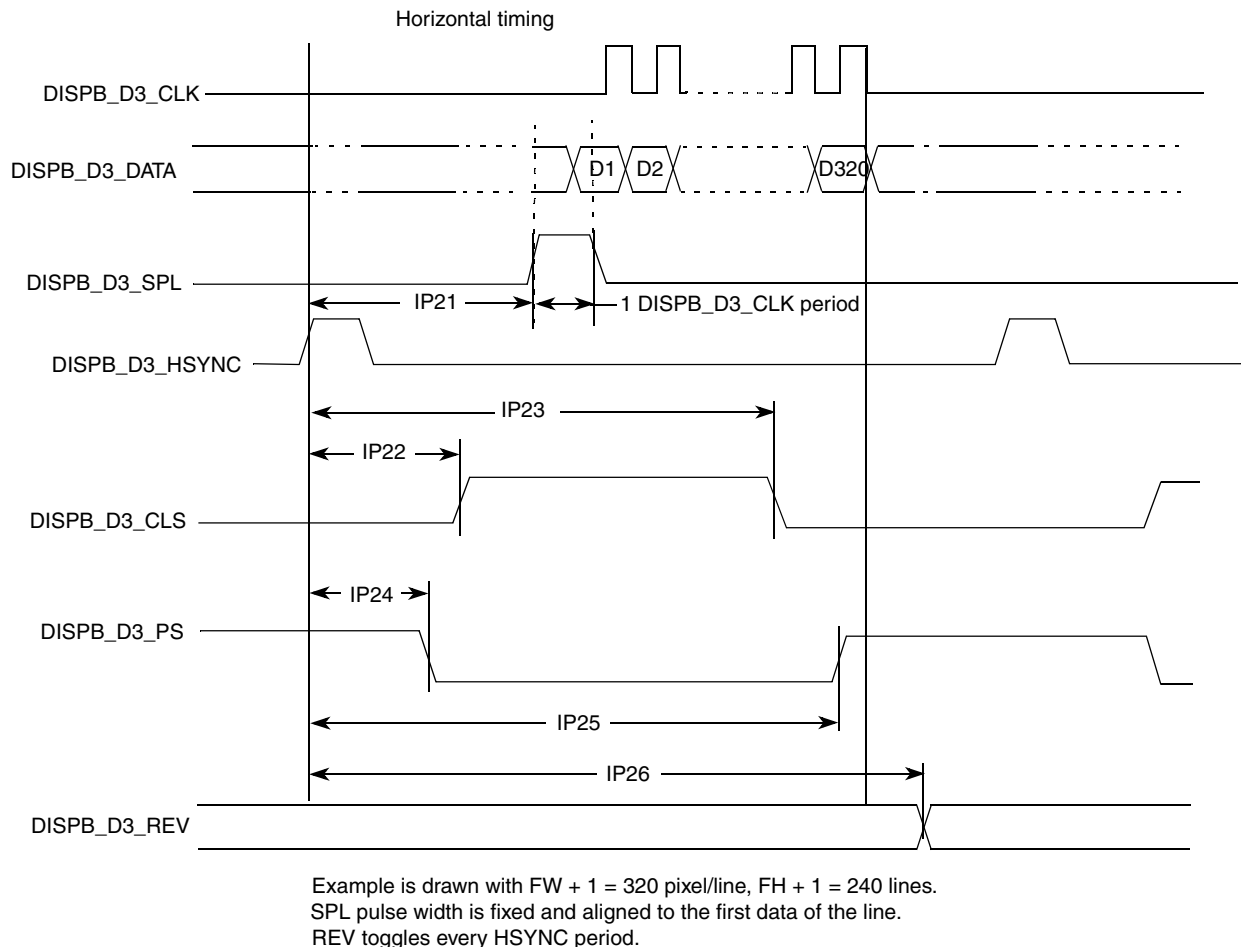 Horizontal timing
DISPB_D3_CLK
DISPB_D3_DATA
D1
D2
D320
DISPB_D3_SPL
IP21
1 DISPB_D3_CLK period
DISPB_D3_HSYNC
IP23
IP22
DISPB_D3_CLS
IP24
DISPB_D3_PS
IP25
IP26
DISPB_D3_REV
Example is drawn with FW + 1 = 320 pixel/line, FH + 1 = 240 lines.
SPL pulse width is fixed and aligned to the first data of the line.
REV toggles every HSYNC period.